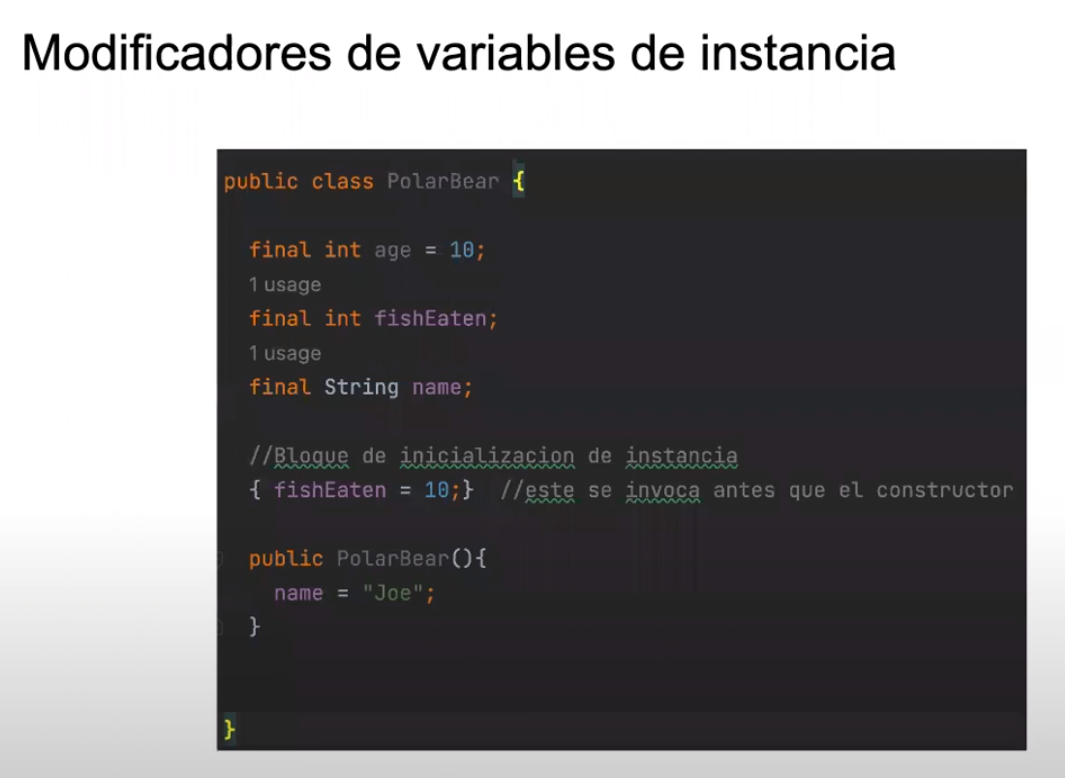 Modificadores de variables de instancia
public class PolarBear {
final int age = 10;
1 usage
final int fishEaten;
1 usage
final String name;
//Bloque de inicializacion de instancia
{ fishEaten = 10;} //este se invoca antes que el constructor
public PolarBear(){
name = "Joe";
}
}